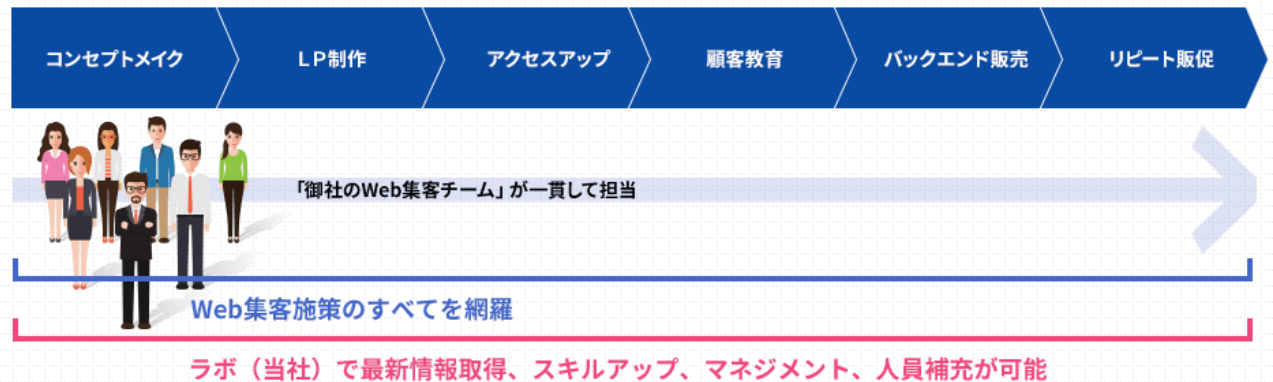 コンセプトメイク
LP制作
アクセスアップ
顧客教育
バックエンド販売
リピート販促
「御社のWeb集客チーム」が一貫して担当
Web集客施策のすべてを網羅
ラボ（当社）で最新情報取得、スキルアップ、マネジメント、人員補充が可能